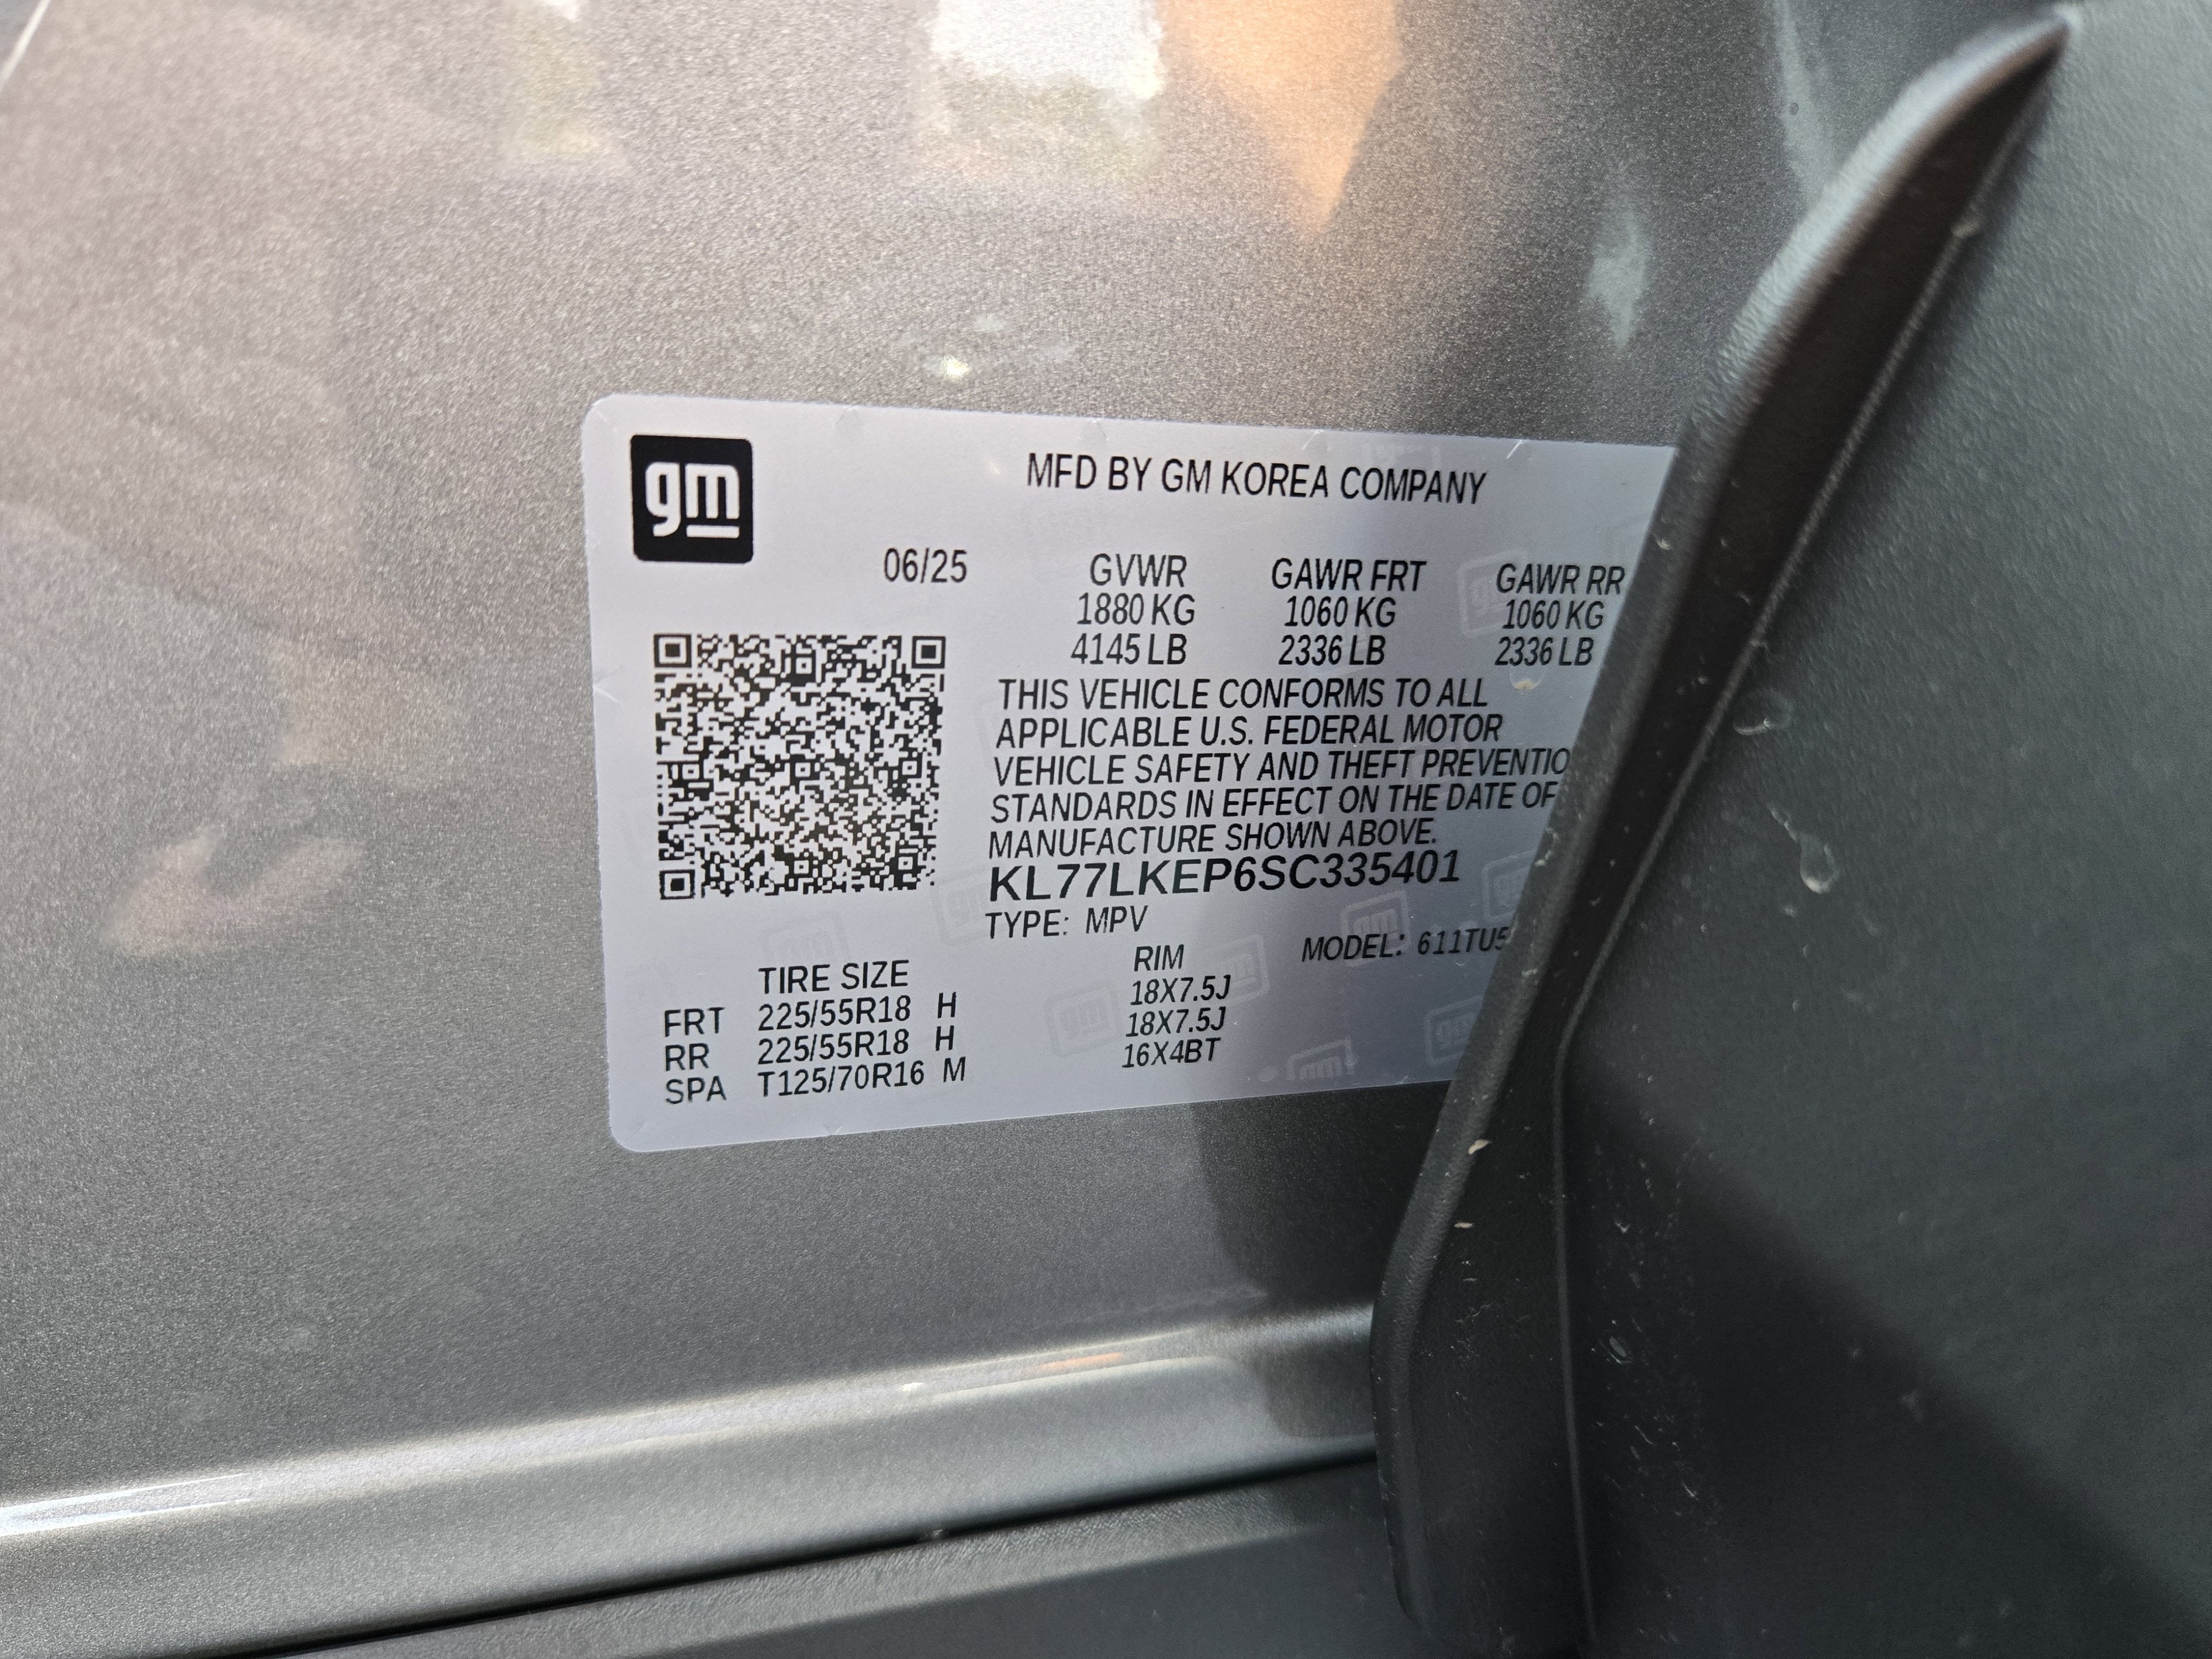 gm
MFD BY GM KOREA COMPANY
06/25 GVWR GAWR FRT GAWR RR
1880 KG 1060 KG 1060 KG
4145 LB 2336 LB 2336 LB
THIS VEHICLE CONFORMS TO ALL
APPLICABLE U.S. FEDERAL MOTOR
VEHICLE SAFETY AND THEFT PREVENTIO
STANDARDS IN EFFECT ON THE DATE OF
MANUFACTURE SHOWN ABOVE.
KL77LKEP6SC335401
TYPE: MPV MODEL: 611TU5
TIRE SIZE RIM
FRT 225/55R18 H 18X7.5J
RR 225/55R18 H 18X7.5J
SPA T125/70R16 M 16X4BT